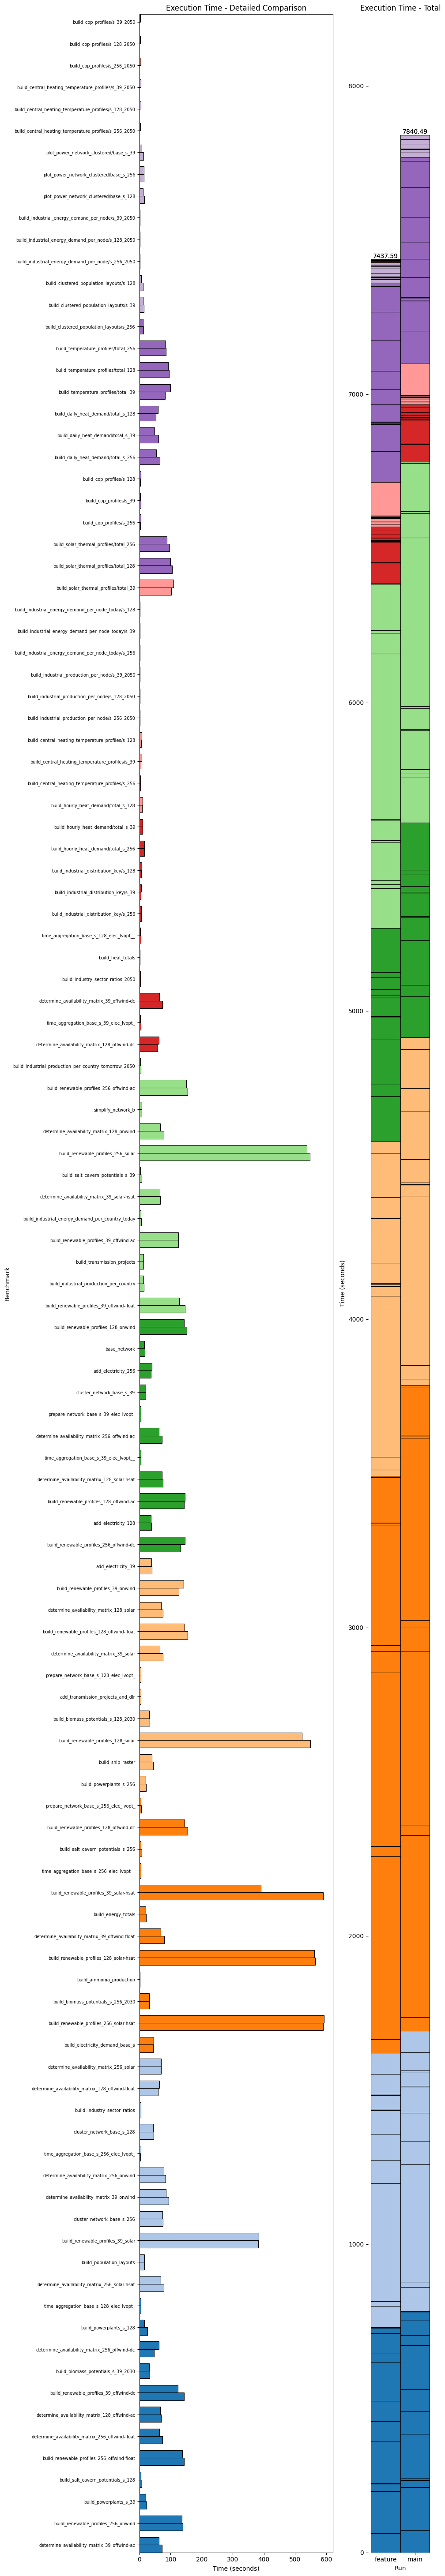 Execution Time - Detailed Comparison
Execution Time - Total
build_cop_profiles/s_39_2050
build_cop_profiles/s_128_2050
build_cop_profiles/s_256_2050
build_central_heating_temperature_profiles/s_39_2050
build_central_heating_temperature_profiles/s_128_2050
build_central_heating_temperature_profiles/s_256_2050
plot_power_network_clustered/base_s_39
plot_power_network_clustered/base_s_256
plot_power_network_clustered/base_s_128
build_industrial_energy_demand_per_node/s_39_2050
build_industrial_energy_demand_per_node/s_128_2050
build_industrial_energy_demand_per_node/s_256_2050
build_clustered_population_layouts/s_128
build_clustered_population_layouts/s_39
build_clustered_population_layouts/s_256
build_temperature_profiles/total_256
build_temperature_profiles/total_128
build_temperature_profiles/total_39
build_daily_heat_demand/total_s_128
build_daily_heat_demand/total_s_39
build_daily_heat_demand/total_s_256
build_cop_profiles/s_128
build_cop_profiles/s_39
build_cop_profiles/s_256
build_solar_thermal_profiles/total_256
build_solar_thermal_profiles/total_128
build_solar_thermal_profiles/total_39
build_industrial_energy_demand_per_node_today/s_128
build_industrial_energy_demand_per_node_today/s_39
build_industrial_energy_demand_per_node_today/s_256
build_industrial_production_per_node/s_39_2050
build_industrial_production_per_node/s_128_2050
build_industrial_production_per_node/s_256_2050
build_central_heating_temperature_profiles/s_128
build_central_heating_temperature_profiles/s_39
build_central_heating_temperature_profiles/s_256
build_hourly_heat_demand/total_s_128
build_hourly_heat_demand/total_s_39
build_hourly_heat_demand/total_s_256
build_industrial_distribution_key/s_128
build_industrial_distribution_key/s_39
build_industrial_distribution_key/s_256
time_aggregation_base_s_128_elec_lvopt__
build_heat_totals
build_industry_sector_ratios_2050
determine_availability_matrix_39_offwind-dc
time_aggregation_base_s_39_elec_lvopt_-
determine_availability_matrix_128_offwind-dc
build_industrial_production_per_country_tomorrow_2050
build_renewable_profiles_256_offwind-ac
simplify_network_b
determine_availability_matrix_128_onwind
build_renewable_profiles_256_solar
build_salt_cavern_potentials_s_39
determine_availability_matrix_39_solar-hsat
build_industrial_energy_demand_per_country_today
build_renewable_profiles_39_offwind-ac
build_transmission_projects
build_industrial_production_per_country
build_renewable_profiles_39_offwind-float
build_renewable_profiles_128_onwind
base_network
add_electricity_256
cluster_network_base_s_39
prepare_network_base_s_39_elec_lvopt_-
determine_availability_matrix_256_offwind-ac
time_aggregation_base_s_39_elec_lvopt__
determine_availability_matrix_128_solar-hsat
build_renewable_profiles_128_offwind-ac
add_electricity_128
build_renewable_profiles_256_offwind-dc
add_electricity_39
build_renewable_profiles_39_onwind
determine_availability_matrix_128_solar
build_renewable_profiles_128_offwind-float
determine_availability_matrix_39_solar
prepare_network_base_s_128_elec_lvopt_-
add_transmission_projects_and_dlr
build_biomass_potentials_s_128_2030
build_renewable_profiles_128_solar
build_ship_raster
build_powerplants_s_256
prepare_network_base_s_256_elec_lvopt_-
build_renewable_profiles_128_offwind-dc
build_salt_cavern_potentials_s_256
time_aggregation_base_s_256_elec_lvopt__
build_renewable_profiles_39_solar-hsat
build_energy_totals
determine_availability_matrix_39_offwind-float
build_renewable_profiles_128_solar-hsat
build_ammonia_production
build_biomass_potentials_s_256_2030
build_renewable_profiles_256_solar-hsat
build_electricity_demand_base_s
determine_availability_matrix_256_solar
determine_availability_matrix_128_offwind-float
build_industry_sector_ratios
cluster_network_base_s_128
time_aggregation_base_s_256_elec_lvopt_-
determine_availability_matrix_256_onwind
determine_availability_matrix_39_onwind
cluster_network_base_s_256
build_renewable_profiles_39_solar
build_population_layouts
determine_availability_matrix_256_solar-hsat
time_aggregation_base_s_128_elec_lvopt_-
build_powerplants_s_128
determine_availability_matrix_256_offwind-dc
build_biomass_potentials_s_39_2030
build_renewable_profiles_39_offwind-dc
determine_availability_matrix_128_offwind-ac
determine_availability_matrix_256_offwind-float
build_renewable_profiles_256_offwind-float
build_salt_cavern_potentials_s_128
build_powerplants_s_39
build_renewable_profiles_256_onwind
determine_availability_matrix_39_offwind-ac
Benchmark
0 100 200 300 400 500 600
Time (seconds)
Time (seconds)
8000
7000
6000
5000
4000
3000
2000
1000
0
7437.59
7840.49
feature main
Run